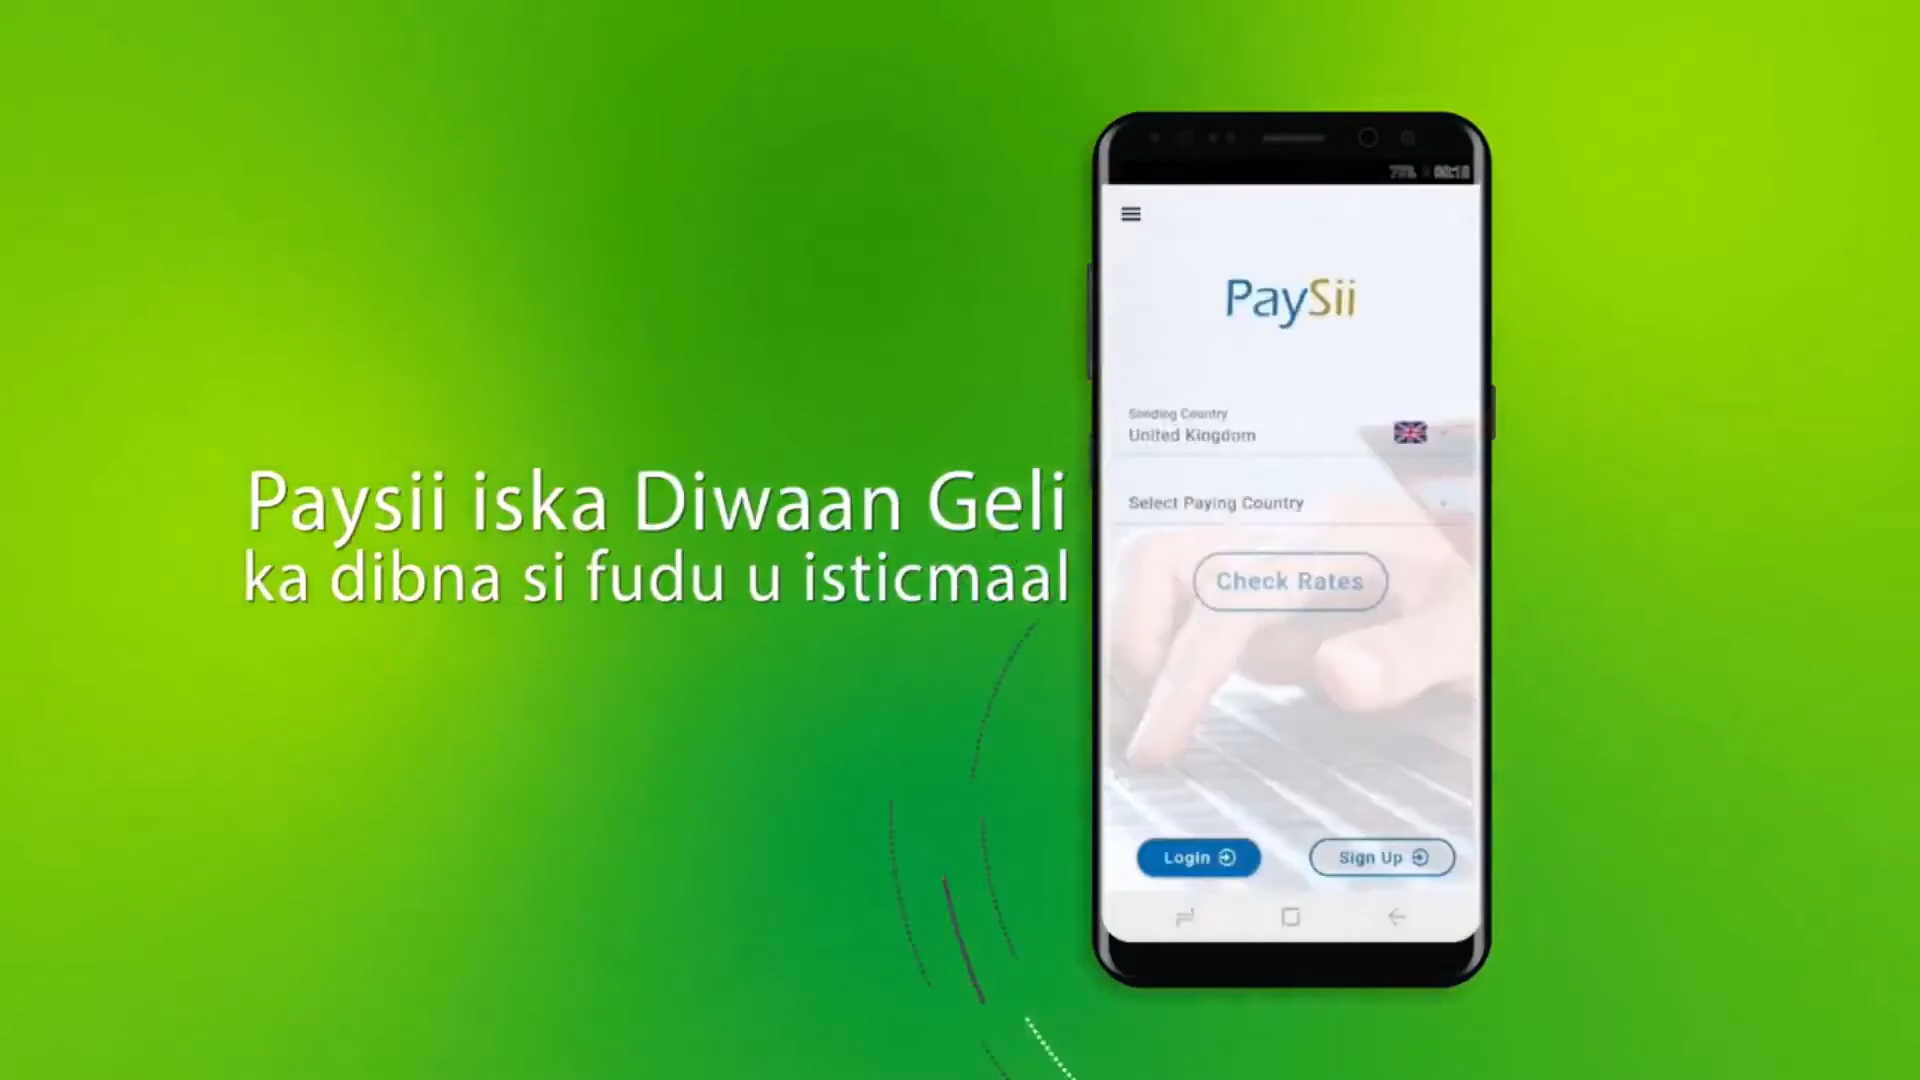 Paysii iska Diwaan Geli
ka dibna si fudu u isticmaal
PaySii
Sending Country
United Kingdom
Select Paying Country
Check Rates
Login
Sign Up